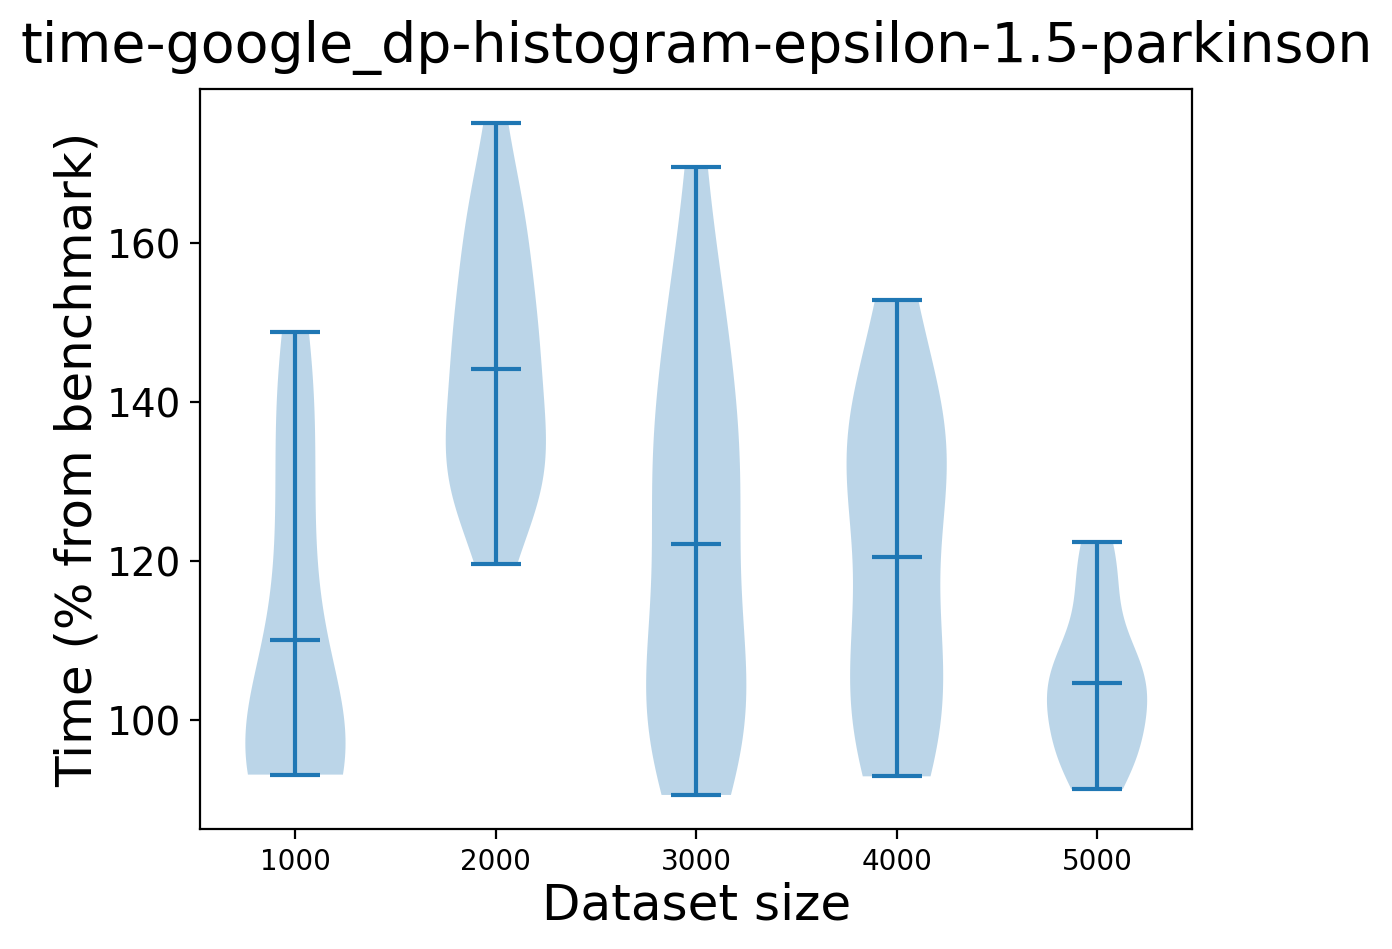 time-google_dp-histogram-epsilon-1.5-parkinson
Time (% from benchmark)
160
140
120
100
1000 2000 3000 4000 5000
Dataset size